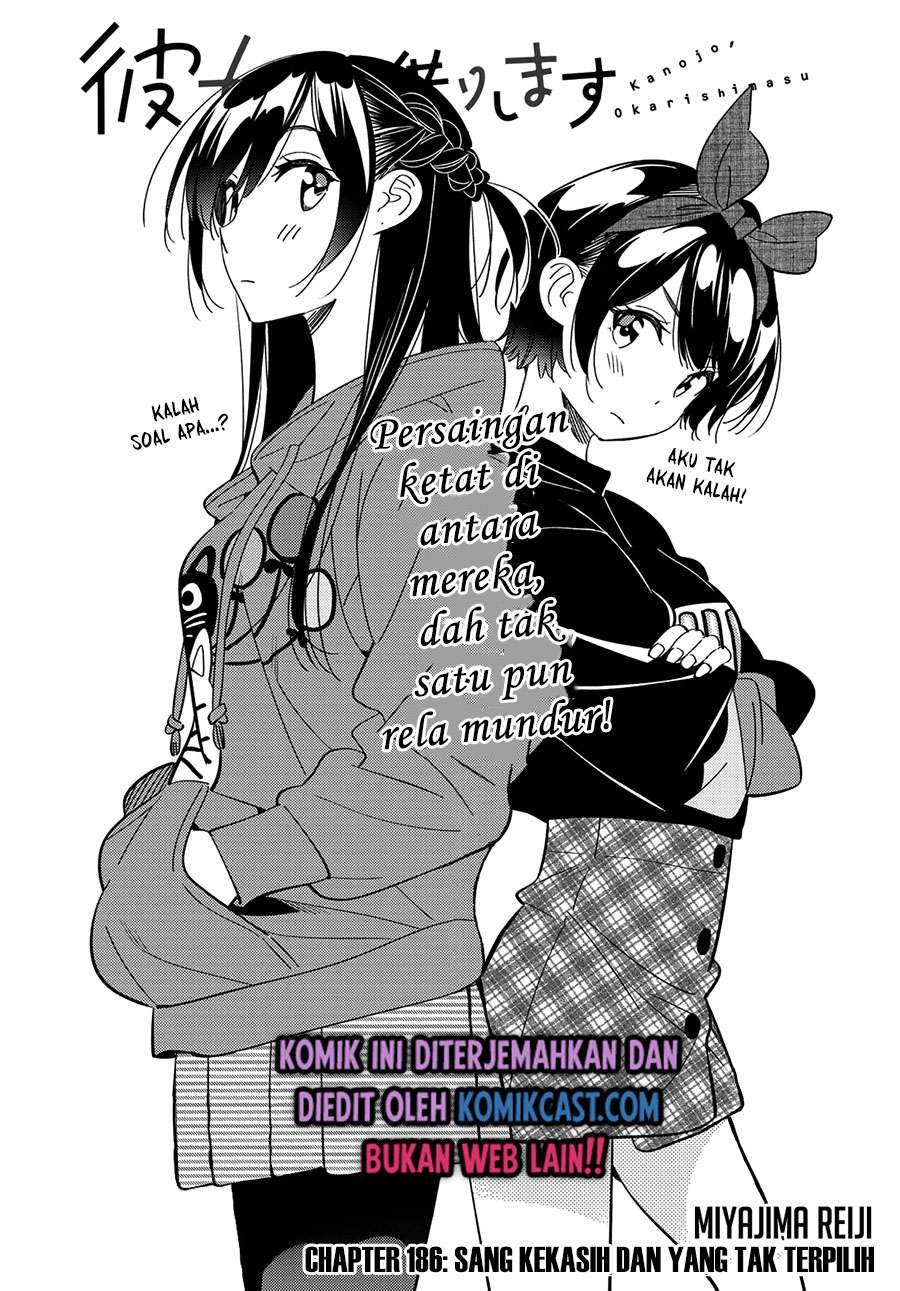 彼女、お借りします
Kanojo,
Okarishimasu
KALAH
SOAL APA...?
Persaingan
ketat di
antara
mereka,
dah tak
satu pun
rela mundur!
AKU TAK
AKAN KALAH!
KOMIK INI DITERJEMAHKAN DAN
DIEDIT OLEH KOMIKCAST.COM
BUKAN WEB LAIN!!
MIYAJIMA REIJI
CHAPTER 186: SANG KEKASIH DAN YANG TAK TERPILIH